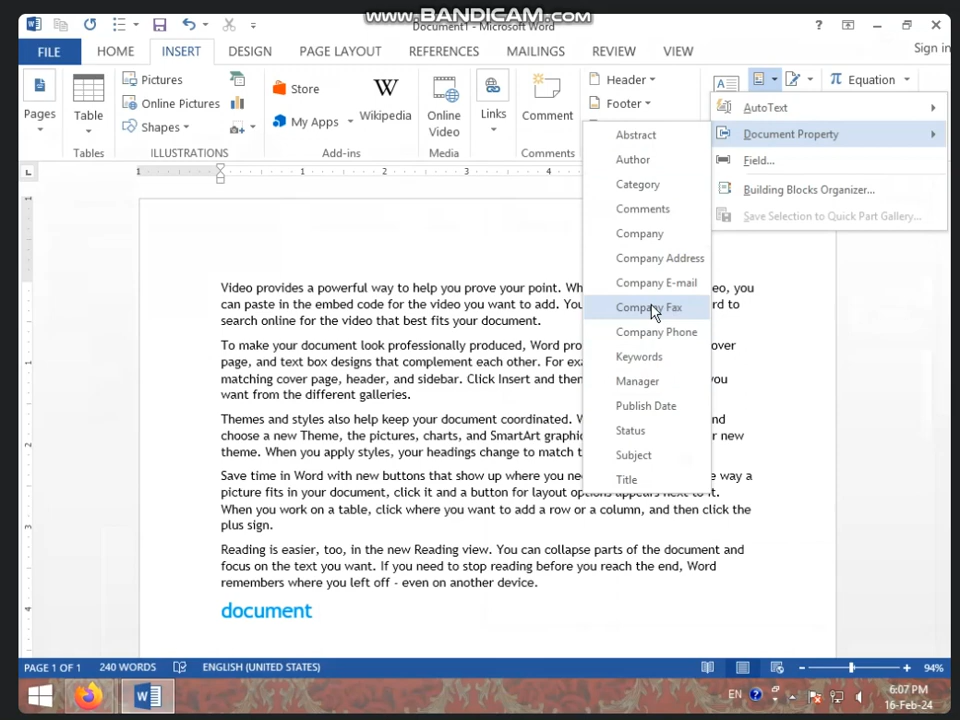 www.BANDICAM.com
Document1 - Microsoft Word
FILE
HOME
INSERT
DESIGN
PAGE LAYOUT
REFERENCES
MAILINGS
REVIEW
VIEW
Sign in
Pages
Table
Tables
Pictures
Online Pictures
Shapes
ILLUSTRATIONS
Store
My Apps
Add-ins
Wikipedia
Online
Video
Media
Links
Comment
Comments
Header
Footer
Equation
AutoText
Document Property
Field...
Building Blocks Organizer...
Save Selection to Quick Part Gallery...
Abstract
Author
Category
Comments
Company
Company Address
Company E-mail
Company Fax
Company Phone
Keywords
Manager
Publish Date
Status
Subject
Title
Video provides a powerful way to help you prove your point. you
can paste in the embed code for the video you want to add. to
search online for the video that best fits your document.
To make your document look professionally produced, Word
page, and text box designs that complement each other. For
matching cover page, header, and sidebar. Click Insert and you
want from the different galleries.
Themes and styles also help keep your document coordinated. and
choose a new Theme, the pictures, charts, and SmartArt new
theme. When you apply styles, your headings change to match
Save time in Word with new buttons that show up where you way a
picture fits in your document, click it and a button for layout options appears next to it.
When you work on a table, click where you want to add a row or a column, and then click the
plus sign.
Reading is easier, too, in the new Reading view. You can collapse parts of the document and
focus on the text you want. If you need to stop reading before you reach the end, Word
remembers where you left off - even on another device.
document
PAGE 1 OF 1
240 WORDS
ENGLISH (UNITED STATES)
94%
EN
6:07 PM
16-Feb-24